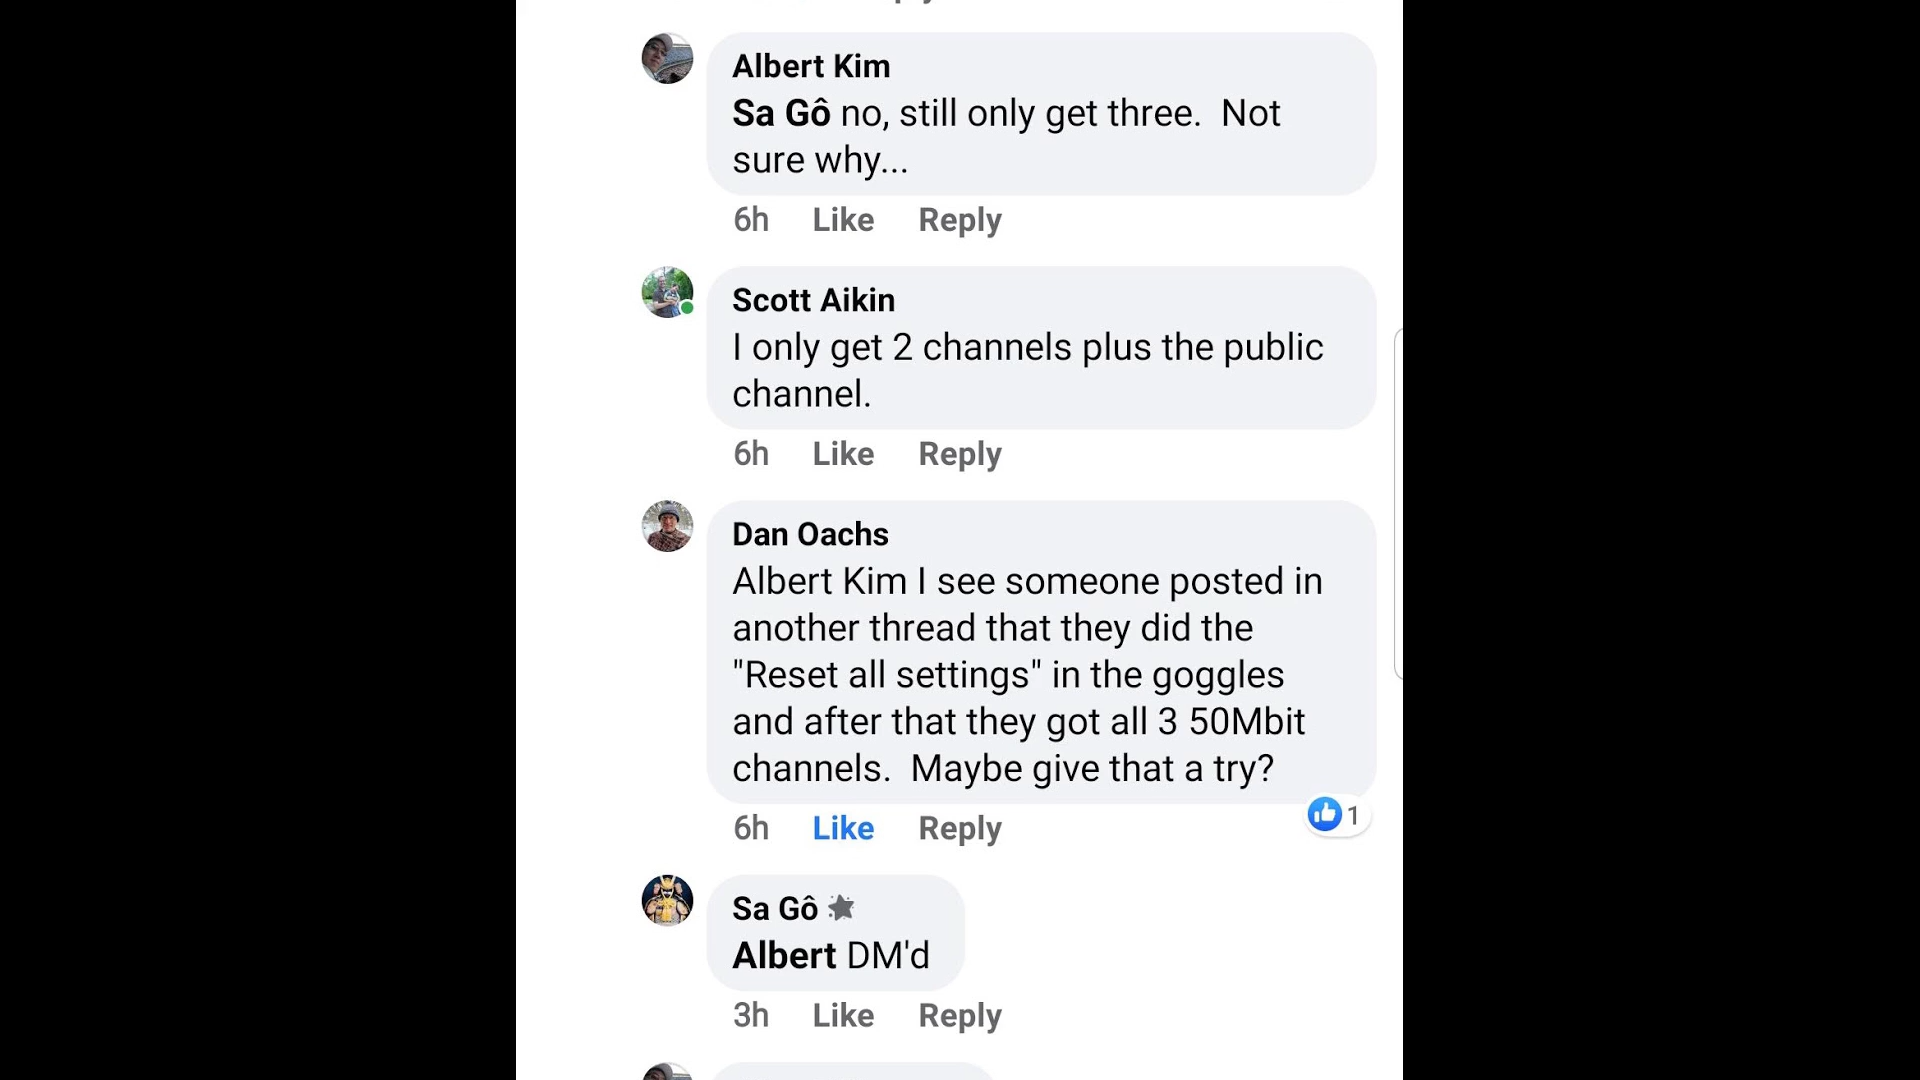 Albert Kim
Sa Gô no, still only get three.  Not
sure why...
6h Like Reply
Scott Aikin
I only get 2 channels plus the public
channel.
6h Like Reply
Dan Oachs
Albert Kim I see someone posted in
another thread that they did the
"Reset all settings" in the goggles
and after that they got all 3 50Mbit
channels.  Maybe give that a try?
6h Like Reply 1
Sa Gô
Albert DM'd
3h Like Reply